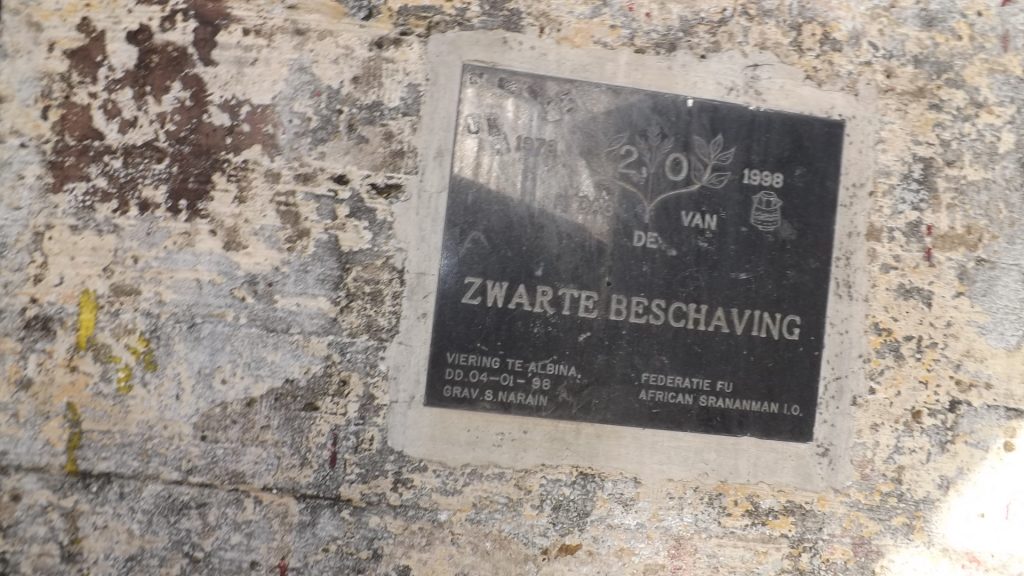 1978
2,0
1998
VAN
DE
ZWARTE BESCHAVING
VIERING TE ALBINA,
DD.04-01-98
GRAV.S.NARAIN
FEDERATIE FU
AFRICAN SRANANMAN I.O.